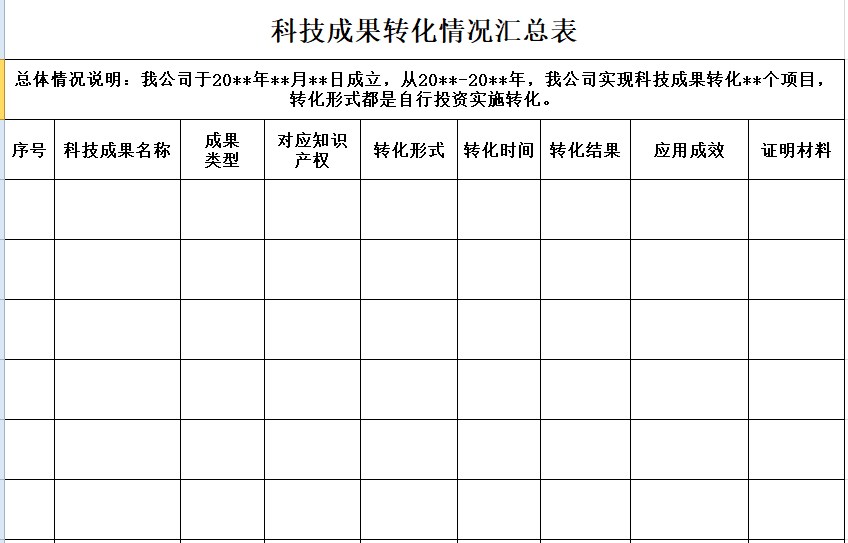 科技成果转化情况汇总表
总体情况说明：我公司于20**年**月**日成立，从20**-20**年，我公司实现科技成果转化**个项目，
转化形式都是自行投资实施转化。
序号 科技成果名称 成果类型 对应知识产权 转化形式 转化时间 转化结果 应用成效 证明材料